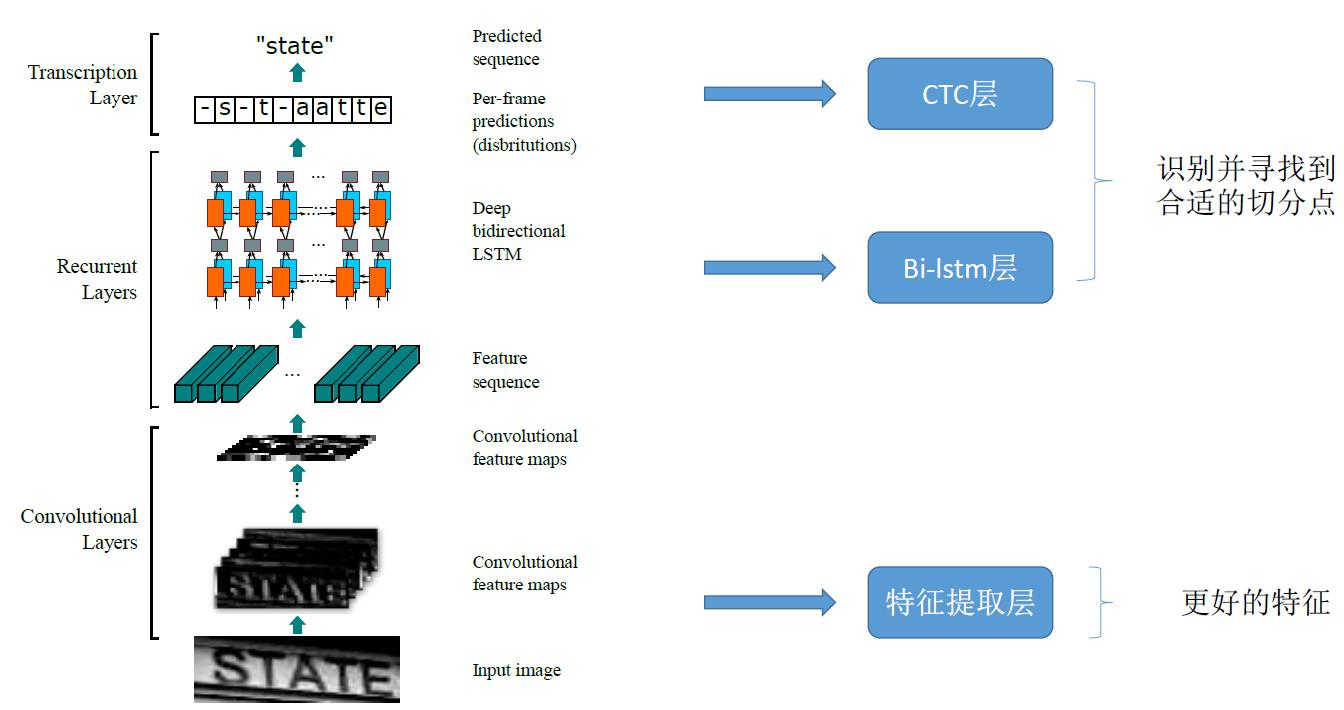 "state"
Predicted
sequence
Transcription
Layer
-s-t-aatte
Per-frame
predictions
(disbritutions)
CTC层
识别并寻找到
合适的切分点
...
...
Deep
bidirectional
LSTM
Recurrent
Layers
Bi-lstm层
...
Feature
sequence
Convolutional
feature maps
Convolutional
Layers
STATE
Convolutional
feature maps
特征提取层
更好的特征
STATE
Input image